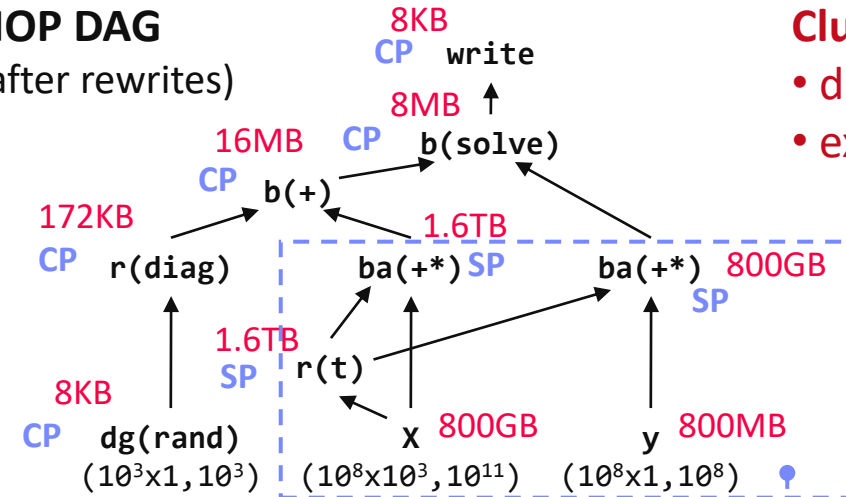 HOP DAG
after rewrites)
8KB
CP write
8MB
CP b(solve)
16MB
CP b(+)
172KB
CP r(diag)
1.6TB
ba(+*) SP
ba(+*) 800GB
SP
1.6TB
SP r(t)
8KB
CP dg(rand)
X 800GB
y 800MB
(10³x1,10³) (10⁸x10³,10¹¹) (10⁸x1,10⁸)
Clu
• d
• ex